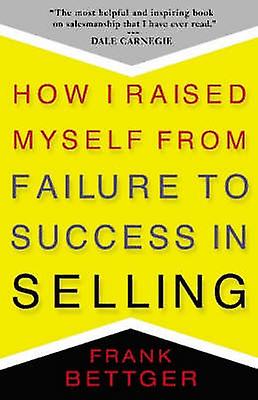 "The most helpful and inspiring book
on salesmanship that I have ever read."
---
DALE CARNEGIE
HOW I RAISED
MYSELF FROM
FAILURE TO
SUCCESS IN
SELLING
FRANK
BETTGER